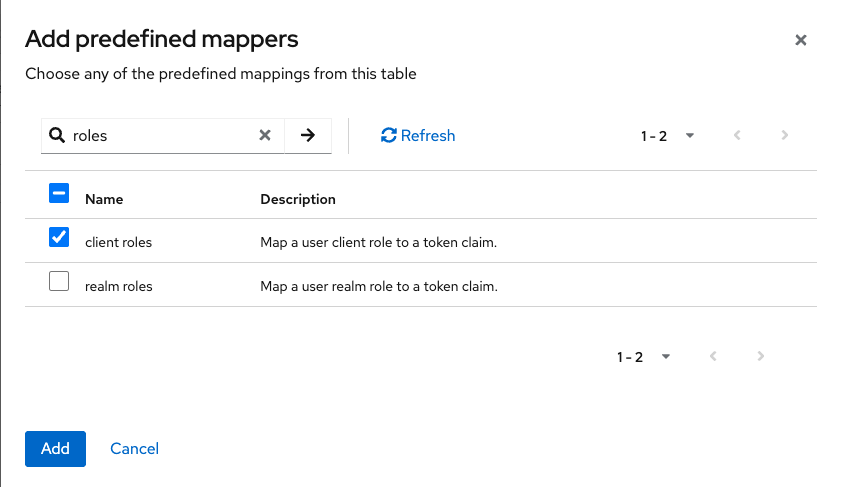 Add predefined mappers
Choose any of the predefined mappings from this table
roles
Refresh
1 - 2
Name Description
client roles Map a user client role to a token claim.
realm roles Map a user realm role to a token claim.
1 - 2
Add Cancel